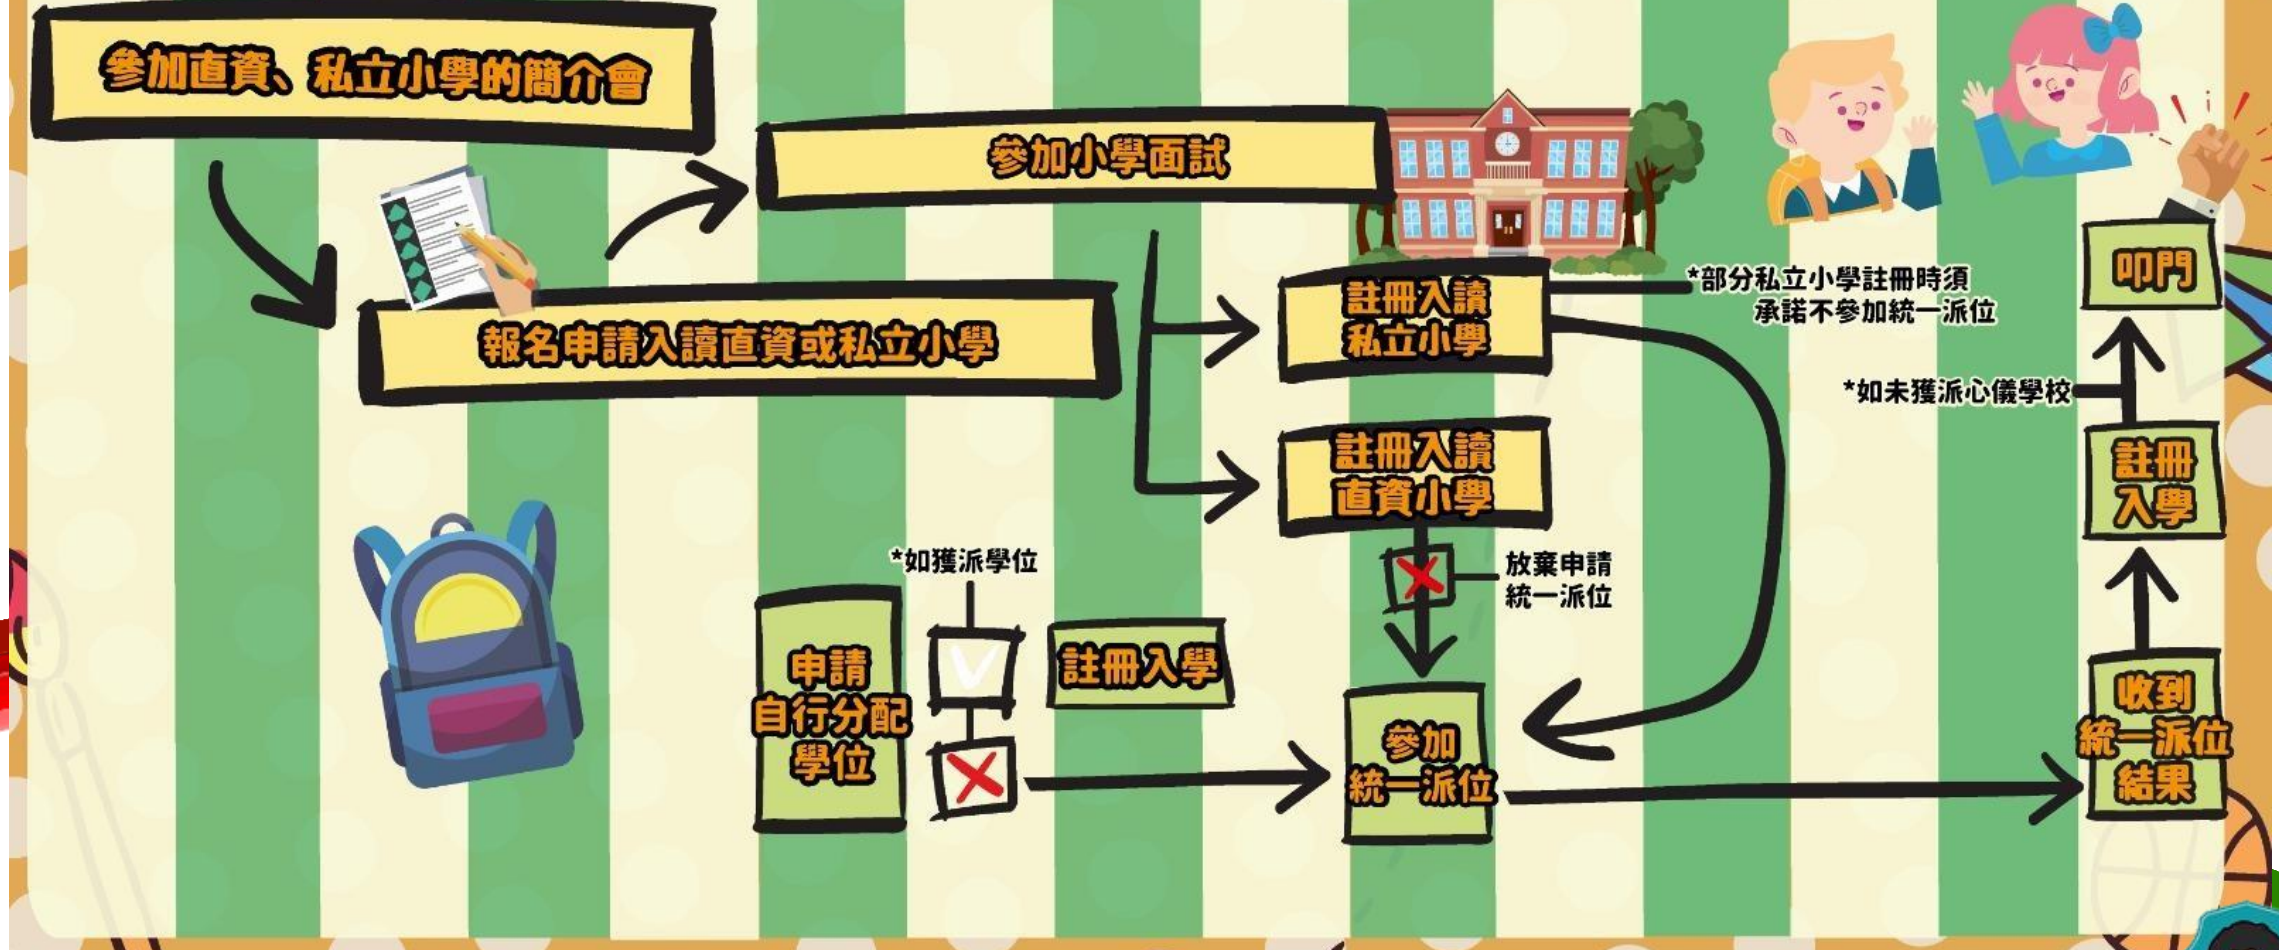 參加直資、私立小學的簡介會
參加小學面試
報名申請入讀直資或私立小學
註冊入讀
私立小學
*部分私立小學註冊時須
承諾不參加統一派位
叩門
*如未獲派心儀學校
註冊入讀
直資小學
註冊
入學
*如獲派學位
放棄申請
統一派位
申請
自行分配
學位
註冊入學
參加
統一派位
收到
統一派位
結果